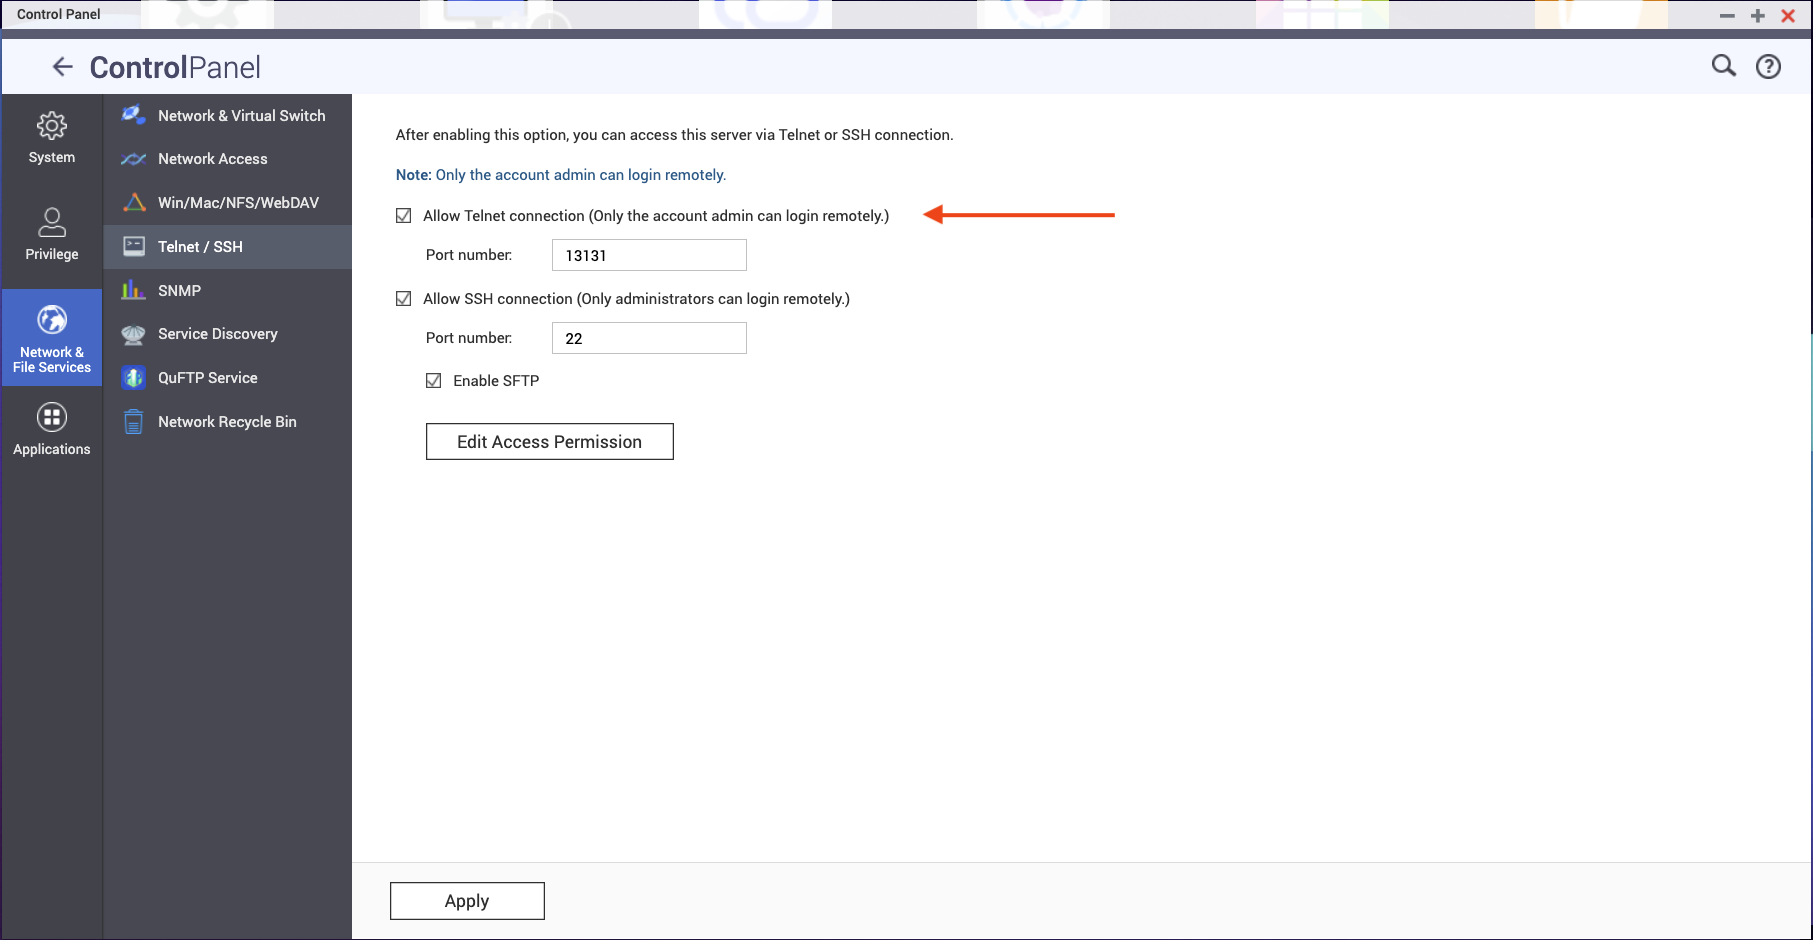 Control Panel
ControlPanel
System
Privilege
Network &
File Services
Applications
Network & Virtual Switch
Network Access
Win/Mac/NFS/WebDAV
Telnet / SSH
SNMP
Service Discovery
QuFTP Service
Network Recycle Bin
After enabling this option, you can access this server via Telnet or SSH connection.
Note: Only the account admin can login remotely.
Allow Telnet connection (Only the account admin can login remotely.)
Port number: 13131
Allow SSH connection (Only administrators can login remotely.)
Port number: 22
Enable SFTP
Edit Access Permission
Apply